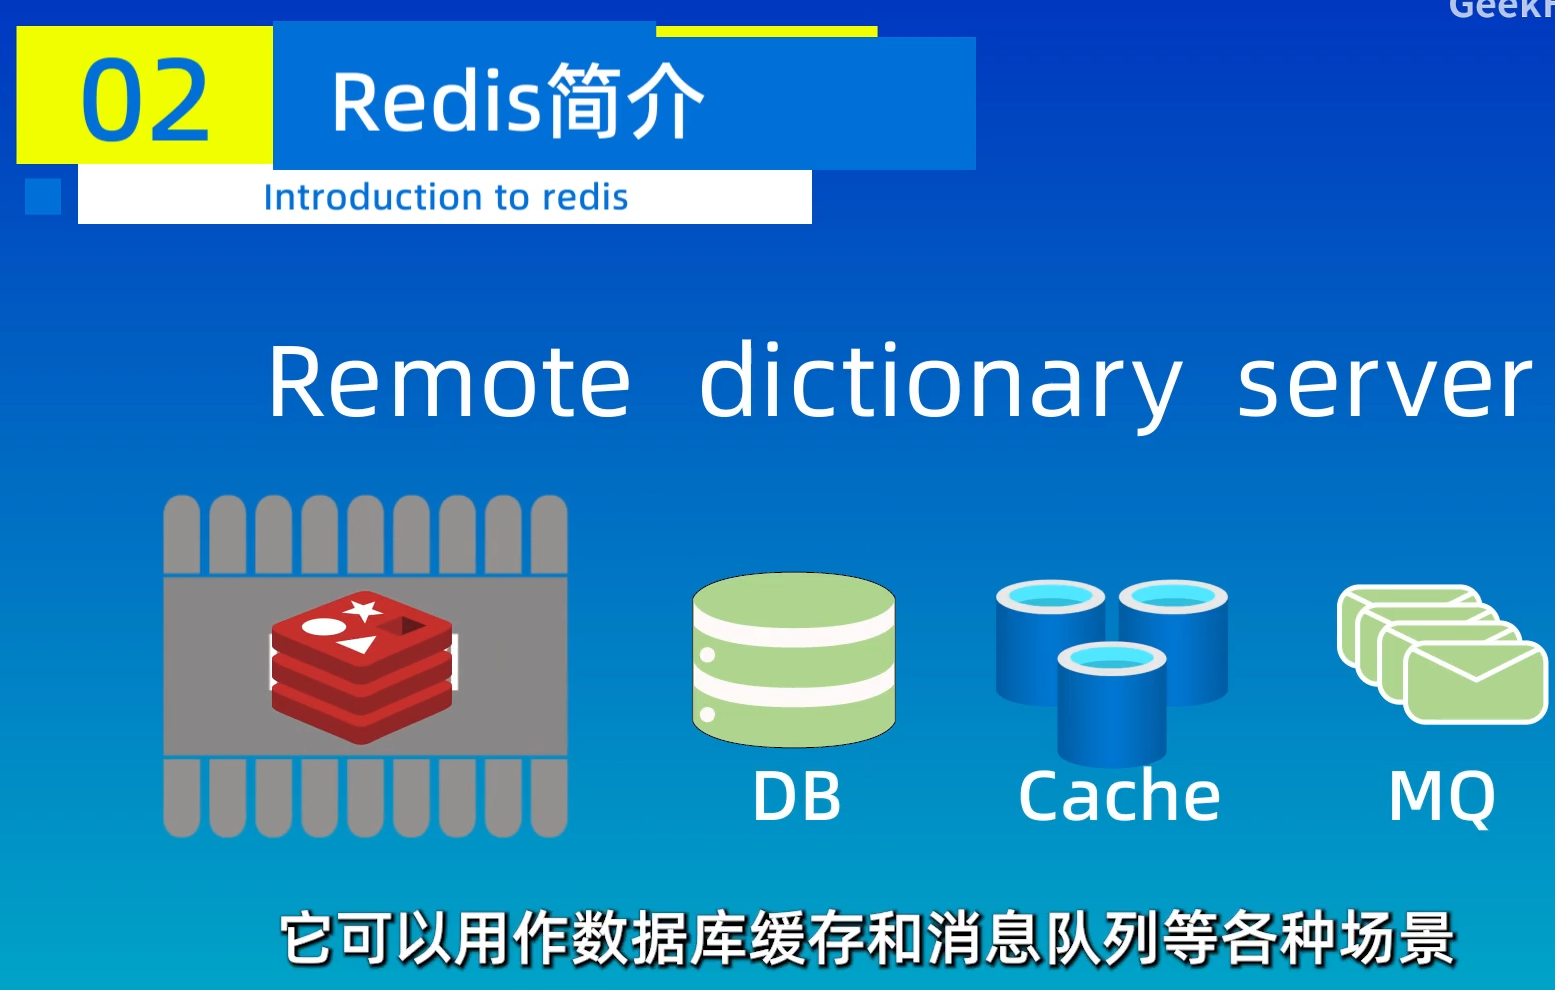 GeekH
02
Redis简介
Introduction to redis
Remote dictionary server
DB
Cache
MQ
它可以用作数据库缓存和消息队列等各种场景